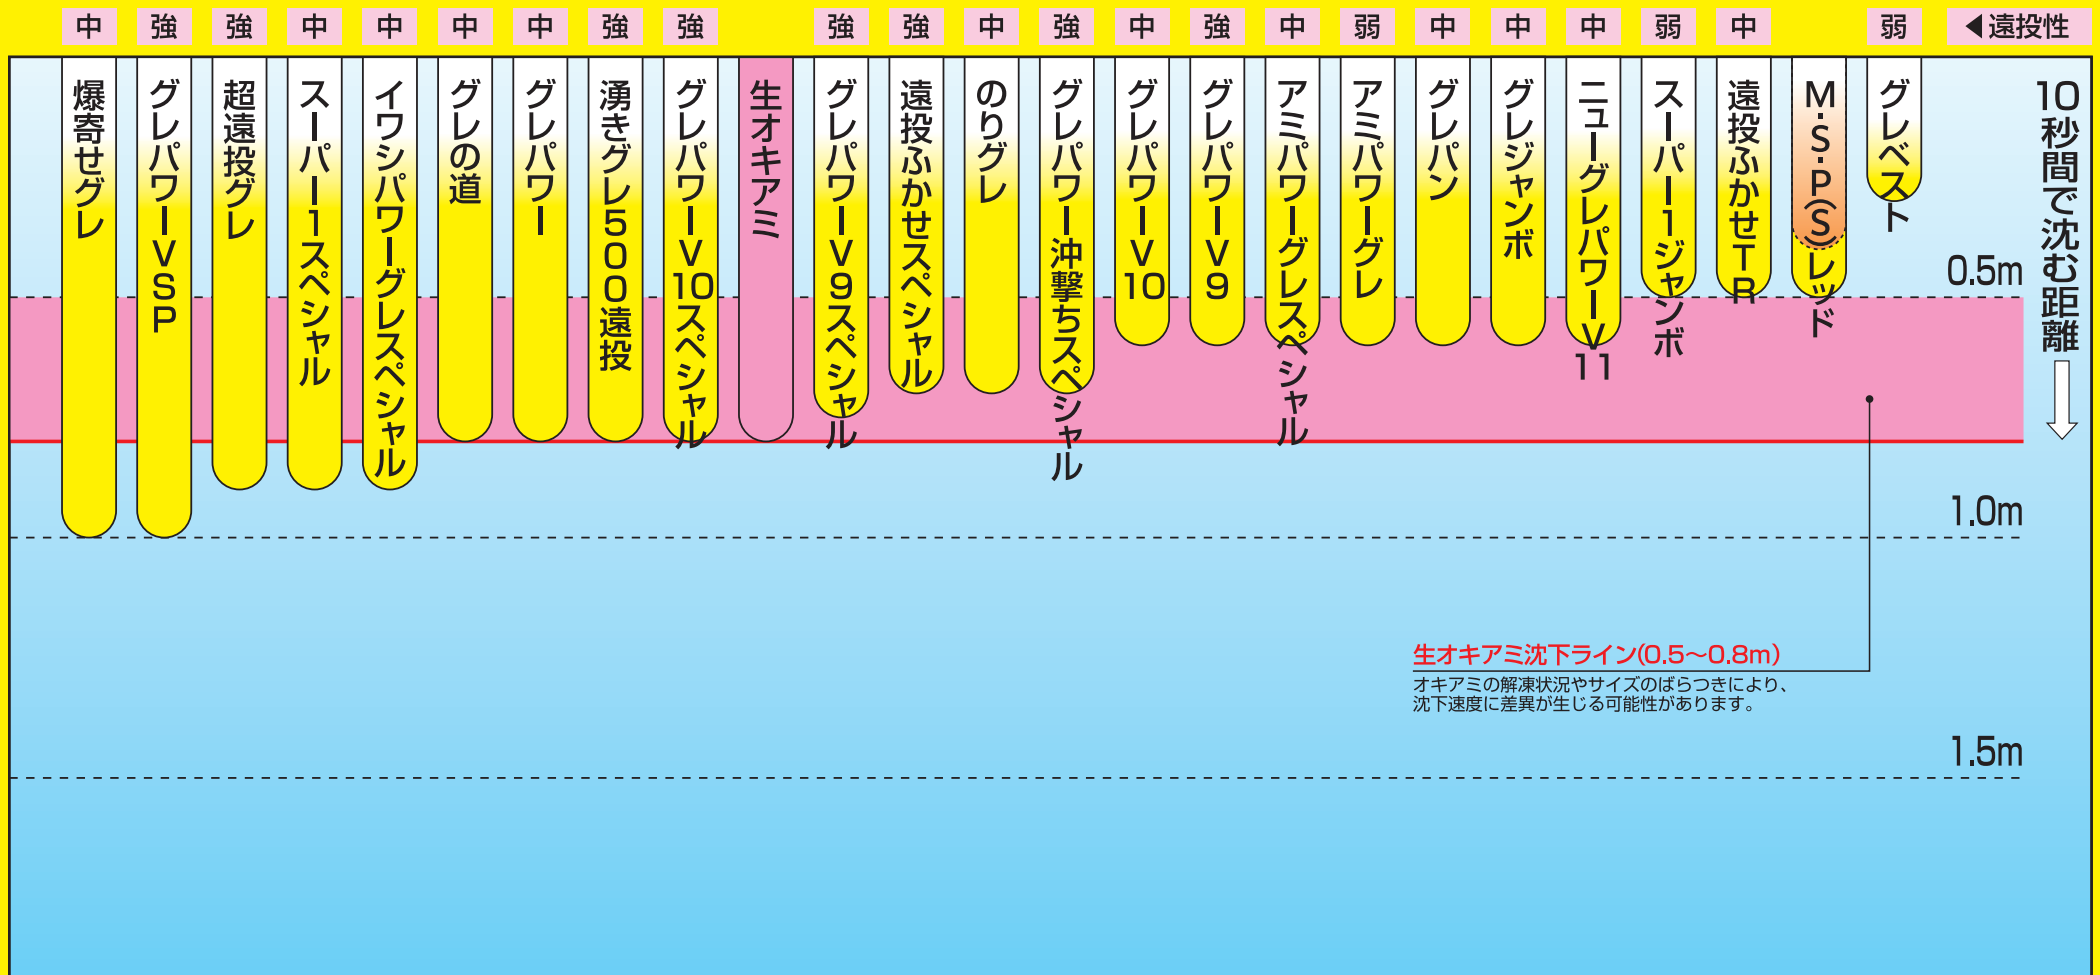 ◀遠投性
弱
中
弱
中
中
中
弱
中
強
中
強
中
強
強
強
強
中
中
中
中
強
強
中
10秒間で沈む距離
グレベスト
M・S・P(S)レッド
遠投ふかせTR
スーパー1ジャンボ
ニューグレパワーV11
グレジャンボ
グレパン
アミパワーグレ
アミパワーグレスペシャル
グレパワーV9
グレパワーV10
グレパワー沖撃ちスペシャル
のりグレ
遠投ふかせスペシャル
グレパワーV9スペシャル
生オキアミ
グレパワーV10スペシャル
湧きグレ500遠投
グレパワー
グレの道
イワシパワーグレスペシャル
スーパー1スペシャル
超遠投グレ
グレパワーVSP
爆寄せグレ
0.5m
1.0m
1.5m
生オキアミ沈下ライン(0.5〜0.8m)
オキアミの解凍状況やサイズのばらつきにより、
沈下速度に差異が生じる可能性があります。